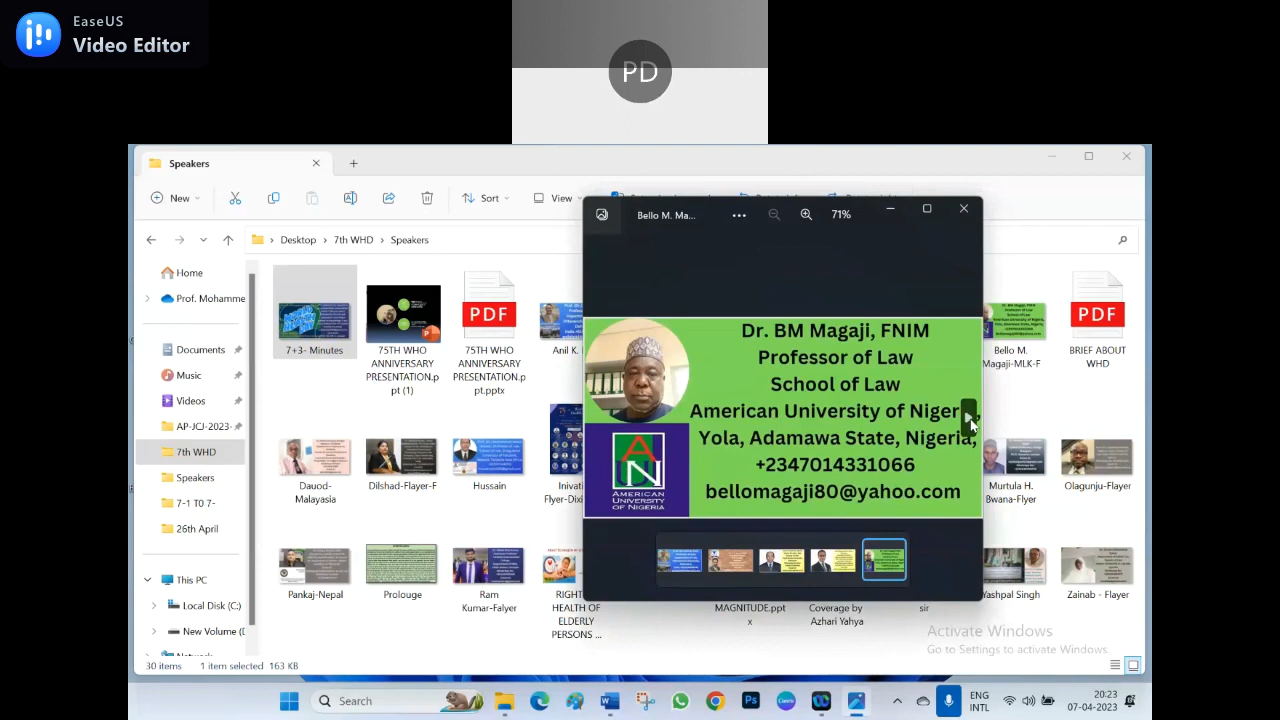 EaseUS
Video Editor
PD
Speakers
New
Sort
View
Bello M. Ma...
71%
Desktop
7th WHD
Speakers
Home
Prof. Mohamme
Documents
Music
Videos
AP-JCJ-2023-
7th WHD
Speakers
7-1 T0 7-
26th April
This PC
Local Disk (C:)
New Volume (D
7+3- Minutes
75TH WHO
ANNIVERSARY
PRESENTATION.p
pt (1)
PDF
75TH WHO
ANNIVERSARY
PRESENTATION.p
pt.pptx
Anil K.
Bello M.
Magaji-MLK-F
PDF
BRIEF ABOUT
WHD
Dr. BM Magaji, FNIM
Professor of Law
School of Law
American University of Nigeria,
Yola, Adamawa State, Nigeria,
+2347014331066
bellomagaji80@yahoo.com
AMERICAN
UNIVERSITY
OF NIGERIA
Dauod-
Malayasia
Dilshad-Flayer-F
Hussain
Inivati
Flyer-Dixi
Murtula H.
Bwana-Flyer
Olagunju-Flayer
Pankaj-Nepal
Prolouge
Ram
Kumar-Falyer
RIGHT
HEALTH OF
ELDERLY
PERSONS ...
MAGNITUDE.ppt
x
Coverage by
Azhari Yahya
sir
Yashpal Singh
Zainab - Flayer
Activate Windows
Go to Settings to activate Windows.
30 items
1 item selected
163 KB
Search
ENG
INTL
20:23
07-04-2023